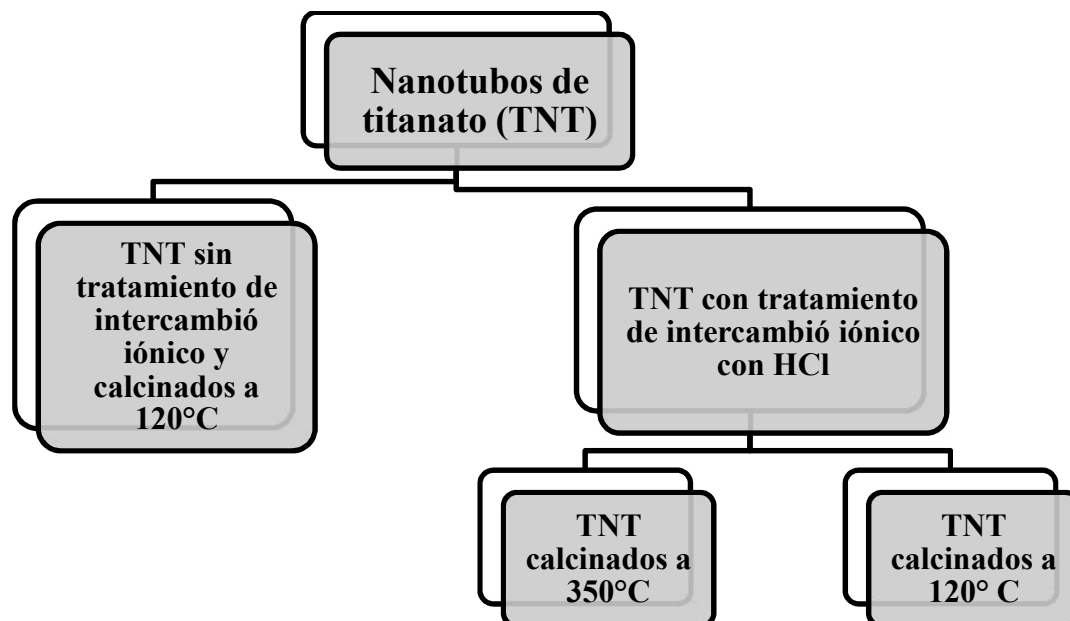 Nanotubos de
titanato (TNT)
TNT sin
tratamiento de
intercambió
iónico y
calcinados a
120°C
TNT con tratamiento
de intercambió iónico
con HCl
TNT
calcinados a
350°C
TNT
calcinados a
120° C